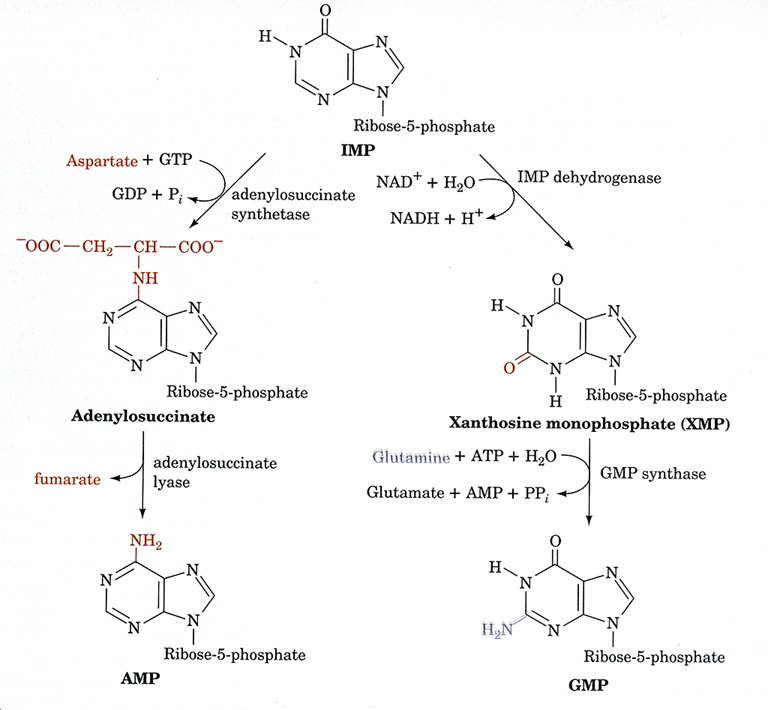 O
H
N
N
N
N
Ribose-5-phosphate
IMP
Aspartate + GTP
GDP + Pi
adenylosuccinate
synthetase
NAD+ + H2O
NADH + H+
IMP dehydrogenase
−OOC—CH2—CH—COO−
NH
N
N
N
N
Ribose-5-phosphate
Adenylosuccinate
O
H
N
N
O
N
N
H
Ribose-5-phosphate
Xanthosine monophosphate (XMP)
fumarate
adenylosuccinate
lyase
Glutamine + ATP + H2O
Glutamate + AMP + PPi
GMP synthase
NH2
N
N
N
N
Ribose-5-phosphate
AMP
O
H
N
N
H2N
N
N
Ribose-5-phosphate
GMP